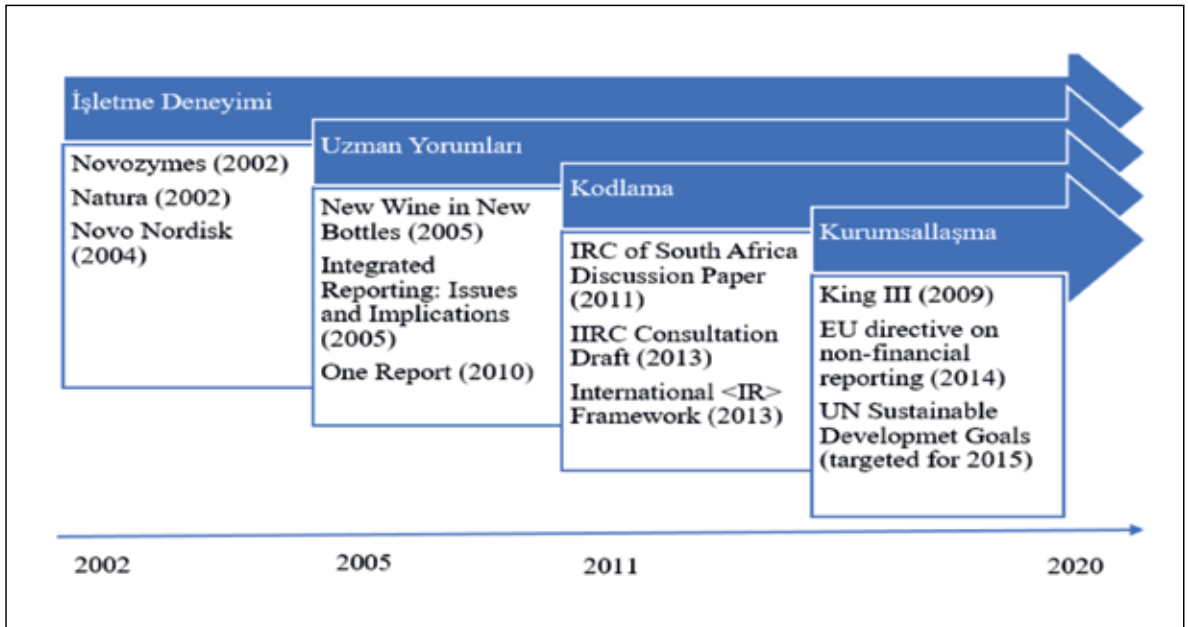 İşletme Deneyimi
Novozymes (2002)
Natura (2002)
Novo Nordisk
(2004)
Uzman Yorumları
New Wine in New
Bottles (2005)
Integrated
Reporting: Issues
and Implications
(2005)
One Report (2010)
Kodlama
IRC of South Africa
Discussion Paper
(2011)
IIRC Consultation
Draft (2013)
International <IR>
Framework (2013)
Kurumsallaşma
King III (2009)
EU directive on
non-financial
reporting (2014)
UN Sustainable
Developmet Goals
(targeted for 2015)
2002
2005
2011
2020